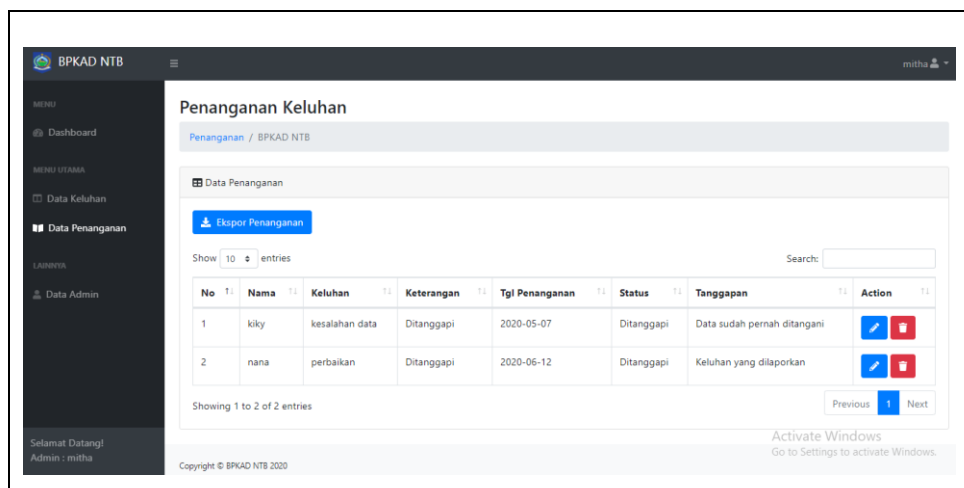 BPKAD NTB
mitha
MENU
Dashboard
MENU UTAMA
Data Keluhan
Data Penanganan
LAINNYA
Data Admin
Selamat Datang!
Admin : mitha
Penanganan Keluhan
Penanganan / BPKAD NTB
Data Penanganan
Ekspor Penanganan
Show 10 entries Search:
No Nama Keluhan Keterangan Tgl Penanganan Status Tanggapan Action
1 kiky kesalahan data Ditanggapi 2020-05-07 Ditanggapi Data sudah pernah ditangani
2 nana perbaikan Ditanggapi 2020-06-12 Ditanggapi Keluhan yang dilaporkan
Showing 1 to 2 of 2 entries Previous 1 Next
Activate Windows
Go to Settings to activate Windows.
Copyright © BPKAD NTB 2020